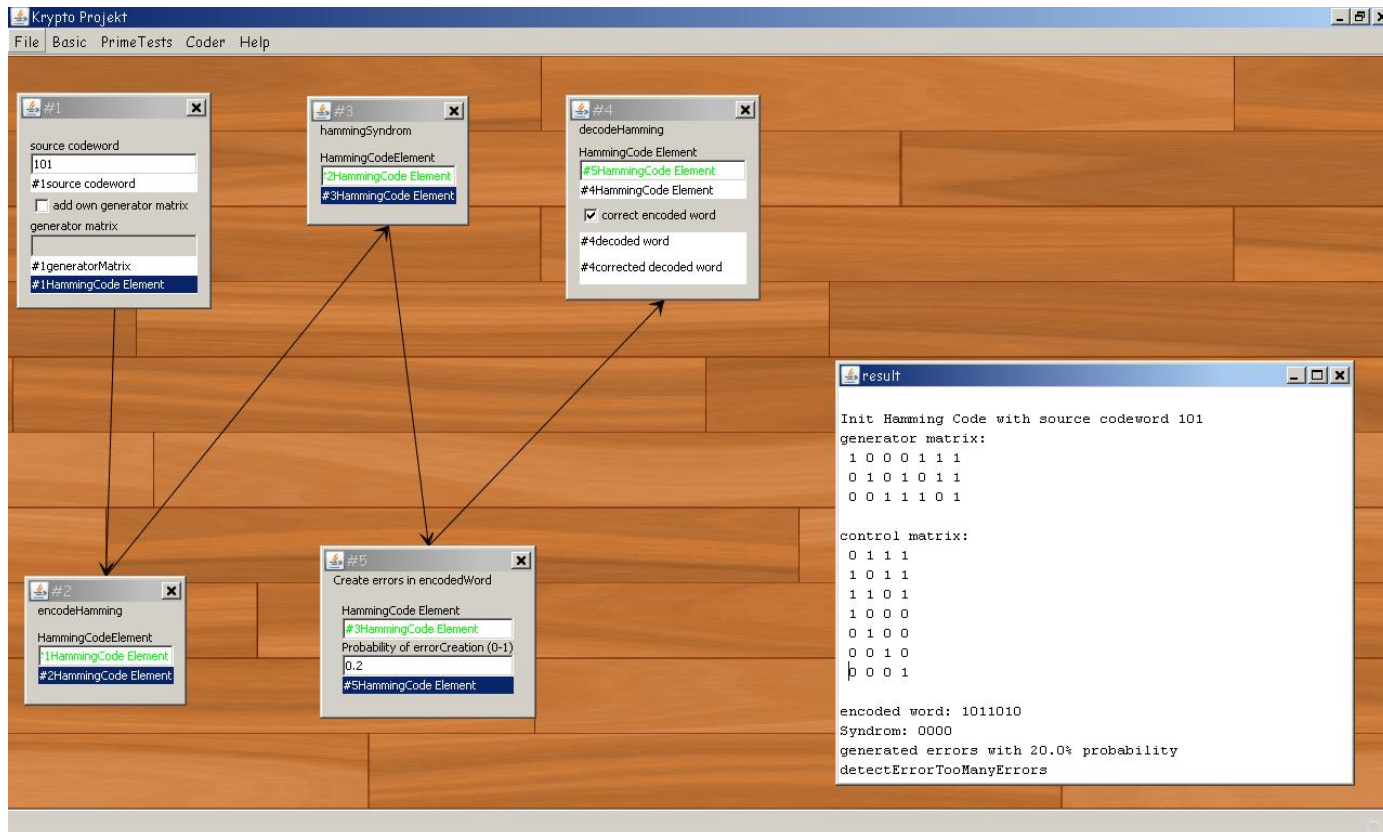 Krypto Projekt
File Basic PrimeTests Coder Help
#1
source codeword
101
#1source codeword
add own generator matrix
generator matrix
#1generatorMatrix
#1HammingCode Element
#3
hammingSyndrom
HammingCodeElement
#2HammingCode Element
#3HammingCode Element
#4
decodeHamming
HammingCode Element
#5HammingCode Element
#4HammingCode Element
correct encoded word
#4decoded word
#4corrected decoded word
#2
encodeHamming
HammingCodeElement
#1HammingCode Element
#2HammingCode Element
#5
Create errors in encodedWord
HammingCode Element
#3HammingCode Element
Probability of errorCreation (0-1)
0.2
#5HammingCode Element
result
Init Hamming Code with source codeword 101
generator matrix:
1 0 0 0 1 1 1
0 1 0 1 0 1 1
0 0 1 1 1 0 1
control matrix:
0 1 1 1
1 0 1 1
1 1 0 1
1 0 0 0
0 1 0 0
0 0 1 0
0 0 0 1
encoded word: 1011010
Syndrom: 0000
generated errors with 20.0% probability
detectErrorTooManyErrors